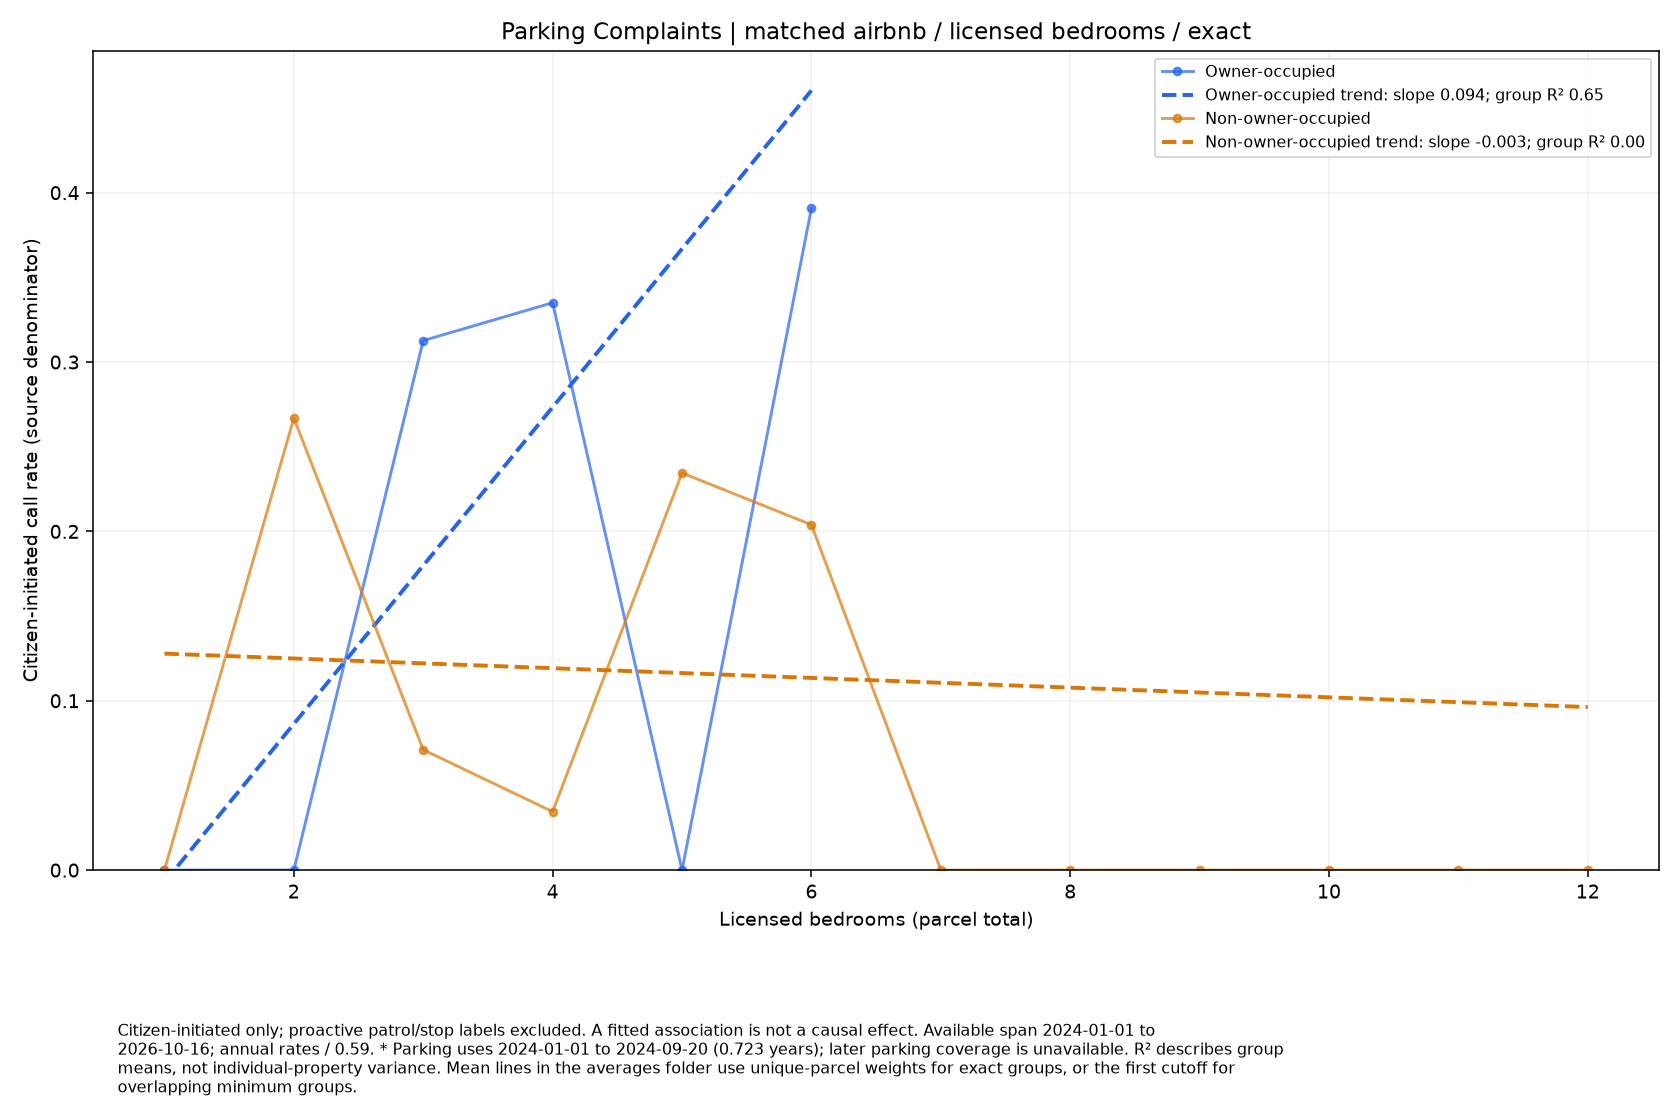 Parking Complaints | matched airbnb / licensed bedrooms / exact
Owner-occupied
Owner-occupied trend: slope 0.094; group R² 0.65
Non-owner-occupied
Non-owner-occupied trend: slope -0.003; group R² 0.00
Citizen-initiated call rate (source denominator)
0.4
0.3
0.2
0.1
0.0
2 4 6 8 10 12
Licensed bedrooms (parcel total)
Citizen-initiated only; proactive patrol/stop labels excluded. A fitted association is not a causal effect. Available span 2024-01-01 to
2026-10-16; annual rates / 0.59. * Parking uses 2024-01-01 to 2024-09-20 (0.723 years); later parking coverage is unavailable. R² describes group
means, not individual-property variance. Mean lines in the averages folder use unique-parcel weights for exact groups, or the first cutoff for
overlapping minimum groups.